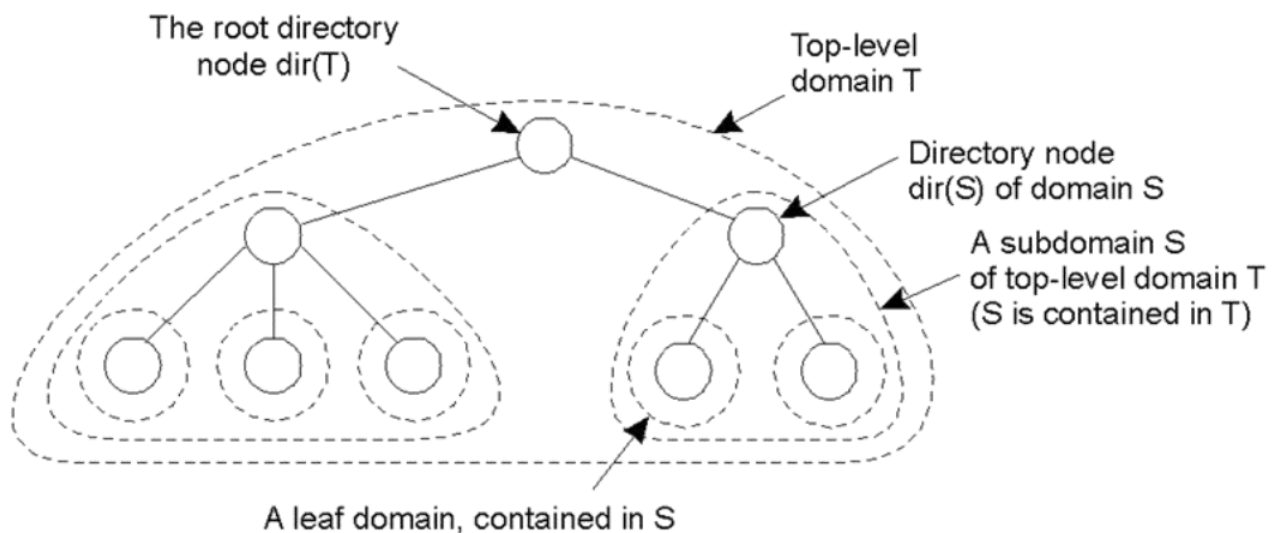 The root directory
node dir(T)
Top-level
domain T
Directory node
dir(S) of domain S
A subdomain S
of top-level domain T
(S is contained in T)
A leaf domain, contained in S